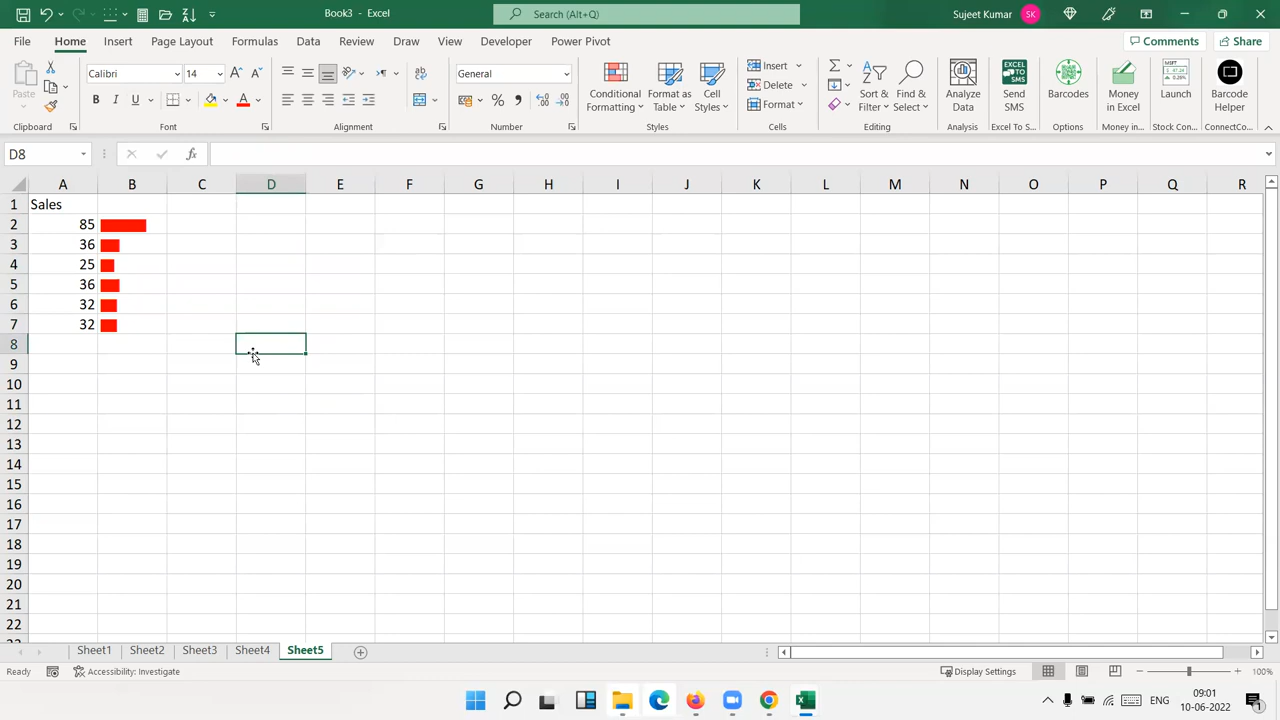 Book3 - Excel
Search (Alt+Q)
Sujeet Kumar SK
File Home Insert Page Layout Formulas Data Review Draw View Developer Power Pivot
Comments Share
Paste
Calibri 14
B I U
General
Conditional Formatting
Format as Table
Cell Styles
Insert
Delete
Format
Sort & Filter
Find & Select
Analyze Data
Send SMS
Barcodes
Money in Excel
Launch
Barcode Helper
Clipboard Font Alignment Number Styles Cells Editing Analysis Excel To S... Options Money in... Stock Con... ConnectCo...
D8 fx
A B C D E F G H I J K L M N O P Q R
1 Sales
2 85
3 36
4 25
5 36
6 32
7 32
8
9
10
11
12
13
14
15
16
17
18
19
20
21
22
Sheet1 Sheet2 Sheet3 Sheet4 Sheet5
Ready Accessibility: Investigate Display Settings 100%
ENG 09:01
10-06-2022